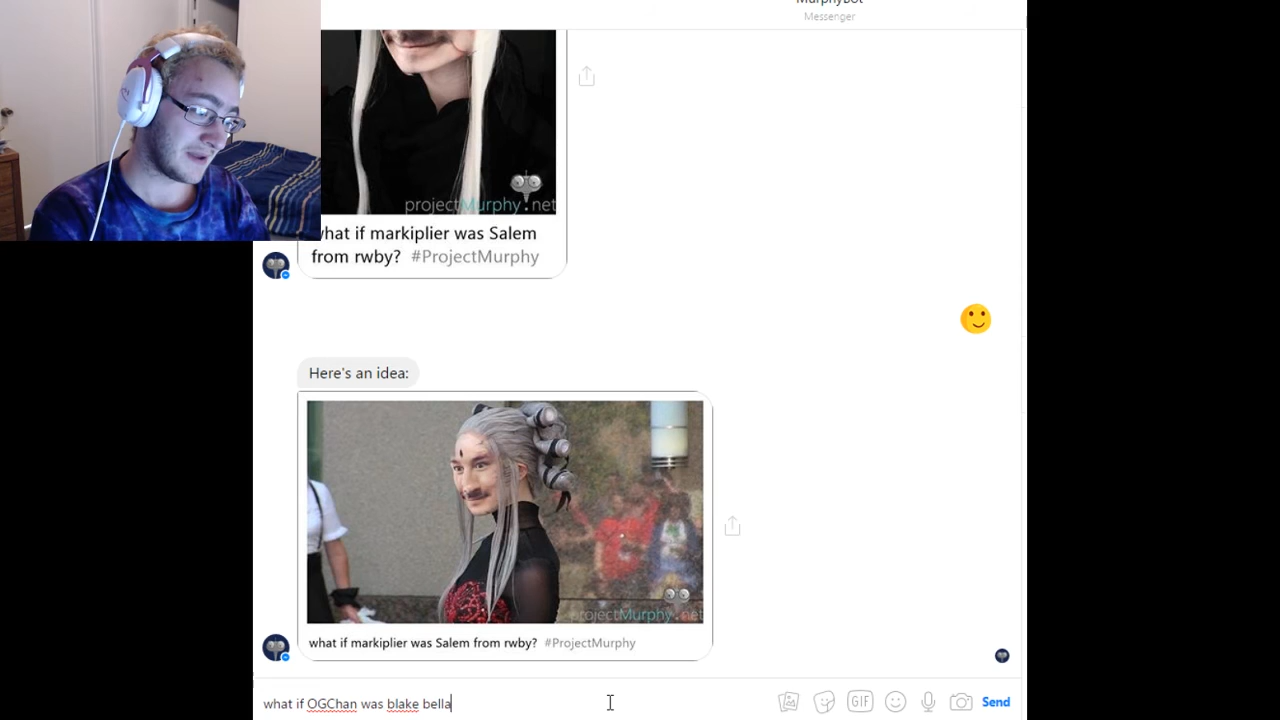 MurphyBot
Messenger
projectMurphy.net
what if markiplier was Salem
from rwby? #ProjectMurphy
Here's an idea:
projectMurphy.net
what if markiplier was Salem from rwby? #ProjectMurphy
what if OGChan was blake bella
GIF
Send